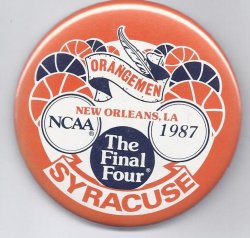 ORANGEMEN
NEW ORLEANS, LA
NCAA®
1987
The
Final
Four®
SYRACUSE